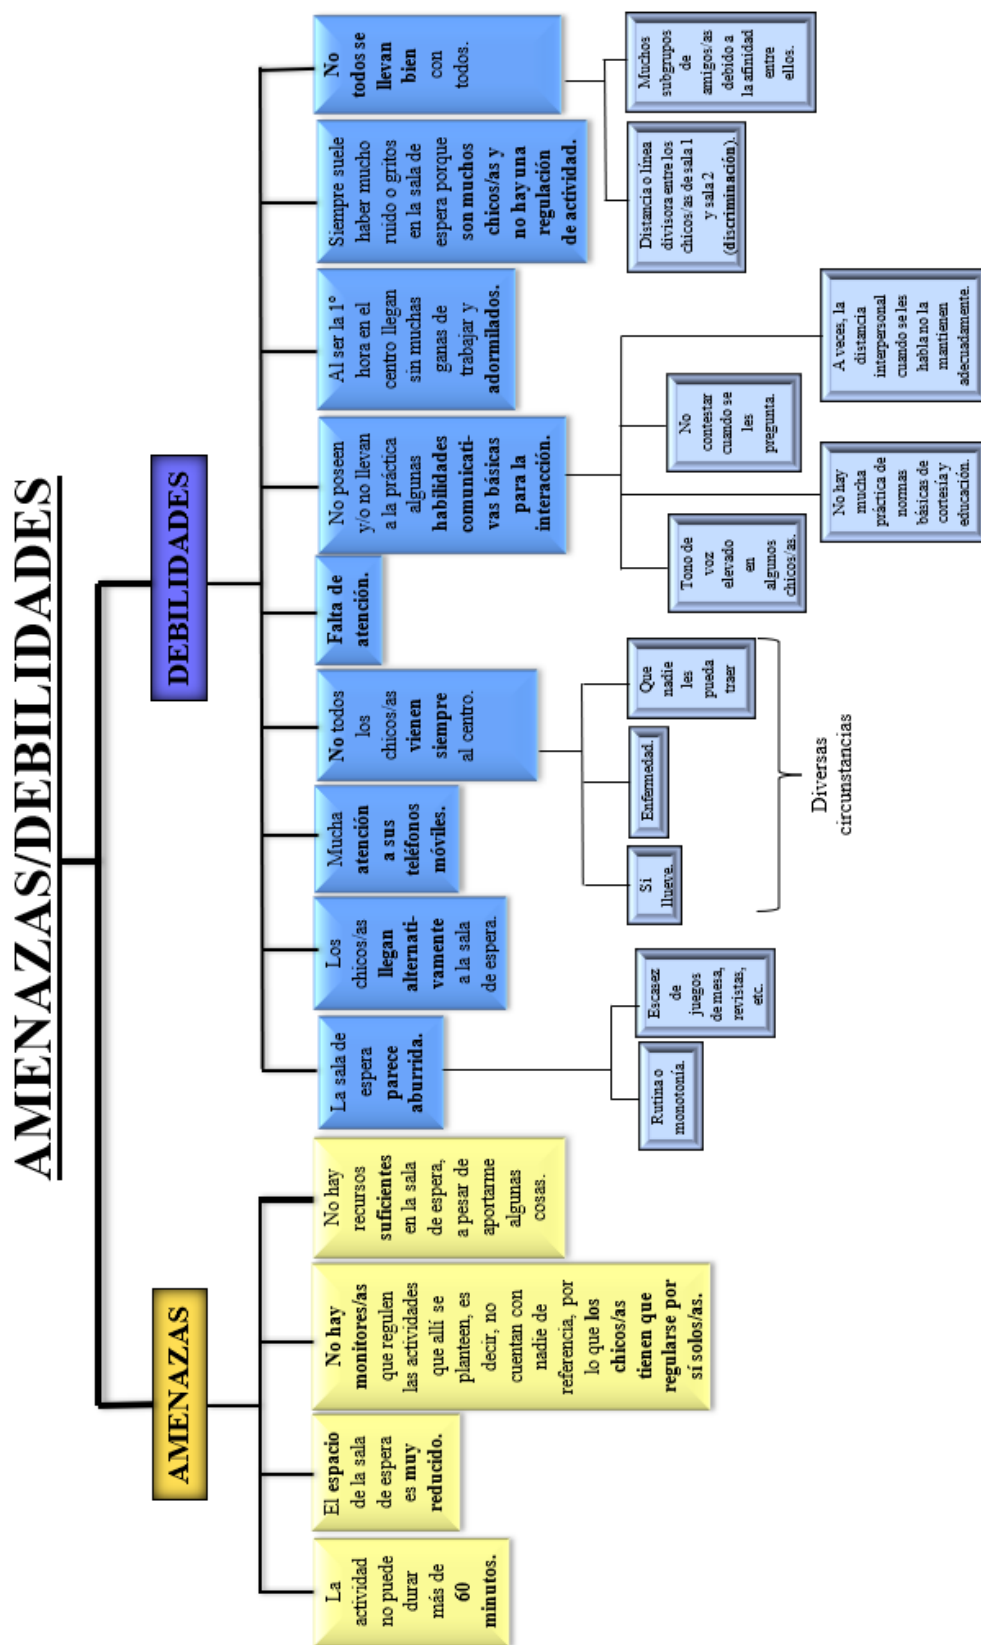 AMENAZAS/DEBILIDADES
AMENAZAS
DEBILIDADES
La
actividad
no puede
durar
más de
60
minutos.
El espacio
de la sala
de espera
es muy
reducido.
No hay
monitores/as
que regulen
las actividades
que allí se
planteen, es
decir, no
cuentan con
nadie de
referencia, por
lo que los
chicos/as
tienen que
regularse por
sí solos/as.
No hay
recursos
suficientes
en la sala
de espera,
a pesar de
aportarme
algunas
cosas.
La sala de
espera
parece
aburrida.
Los
chicos/as
llegan
alternati-
vamente
a la sala
de espera.
Mucha
atención
a sus
teléfonos
móviles.
No todos
los
chicos/as
vienen
siempre
al centro.
Falta de
atención.
No poseen
y/o no llevan
a la práctica
algunas
habilidades
comunicati-
vas básicas
para la
interacción.
Al ser la 1º
hora en el
centro llegan
sin muchas
ganas de
trabajar y
adormilados.
Siempre suele
haber mucho
ruido o gritos
en la sala de
espera porque
son muchos
chicos/as y
no hay una
regulación
de actividad.
No
todos se
llevan
bien
con
todos.
Rutina o
monotonía.
Escasez
de
juegos
de mesa,
revistas,
etc.
Si
llueve.
Enfermedad.
Que
nadie
les
pueda
traer
Diversas
circunstancias
Tono de
voz
elevado
en
algunos
chicos/as.
No hay
mucha
práctica de
normas
básicas de
cortesía y
educación.
No
contestar
cuando se
les
pregunta.
A veces, la
distancia
interpersonal
cuando se les
habla no la
mantienen
adecuadamente.
Distancia o línea
divisora entre los
chicos/as de sala 1
y sala 2
(discriminación).
Muchos
subgrupos
de
amigos/as
debido a
la afinidad
entre
ellos.